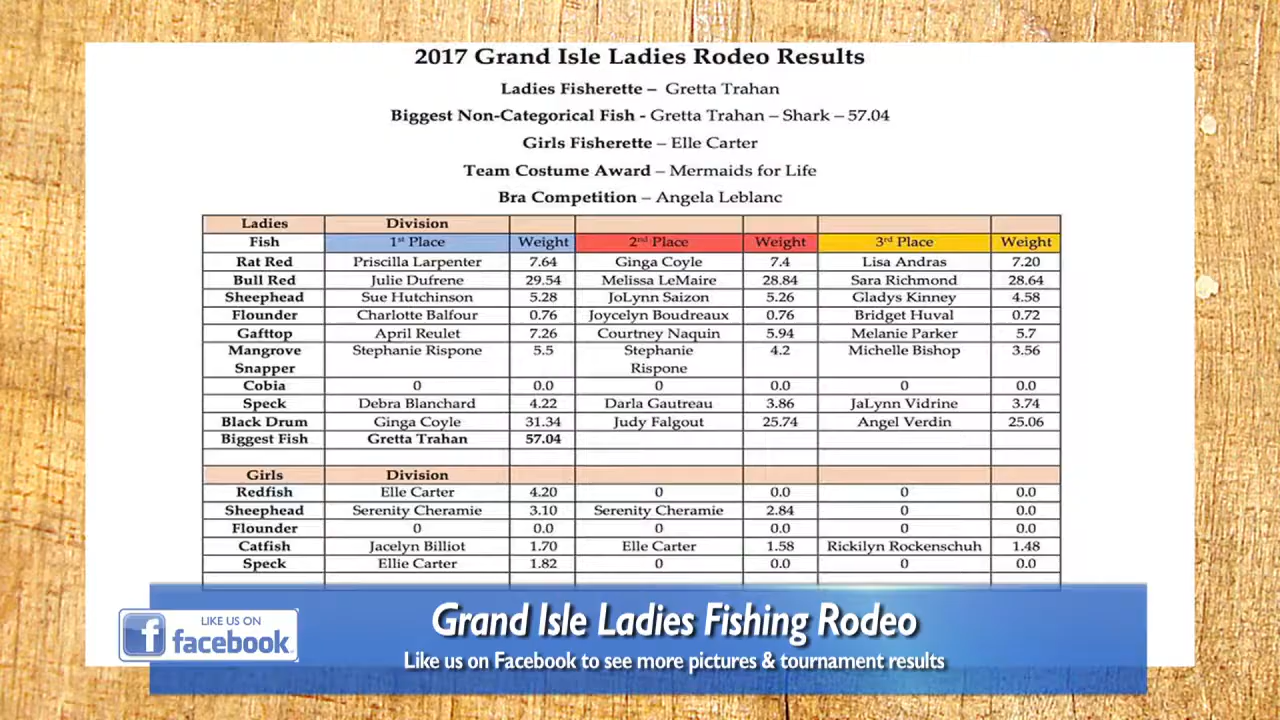 2017 Grand Isle Ladies Rodeo Results
Ladies Fisherette – Gretta Trahan
Biggest Non-Categorical Fish - Gretta Trahan – Shark – 57.04
Girls Fisherette – Elle Carter
Team Costume Award – Mermaids for Life
Bra Competition – Angela Leblanc
Ladies Division
Fish 1st Place Weight 2nd Place Weight 3rd Place Weight
Rat Red Priscilla Larpenter 7.64 Ginga Coyle 7.4 Lisa Andras 7.20
Bull Red Julie Dufrene 29.54 Melissa LeMaire 28.84 Sara Richmond 28.64
Sheephead Sue Hutchinson 5.28 JoLynn Saizon 5.26 Gladys Kinney 4.58
Flounder Charlotte Balfour 0.76 Joycelyn Boudreaux 0.76 Bridget Huval 0.72
Gafftop April Reulet 7.26 Courtney Naquin 5.94 Melanie Parker 5.7
Mangrove Stephanie Rispone 5.5 Stephanie 4.2 Michelle Bishop 3.56
Snapper Rispone
Cobia 0 0.0 0 0.0 0 0.0
Speck Debra Blanchard 4.22 Darla Gautreau 3.86 JaLynn Vidrine 3.74
Black Drum Ginga Coyle 31.34 Judy Falgout 25.74 Angel Verdin 25.06
Biggest Fish Gretta Trahan 57.04
Girls Division
Redfish Elle Carter 4.20 0 0.0 0 0.0
Sheephead Serenity Cheramie 3.10 Serenity Cheramie 2.84 0 0.0
Flounder 0 0.0 0 0.0 0 0.0
Catfish Jacelyn Billiot 1.70 Elle Carter 1.58 Rickilyn Rockenschuh 1.48
Speck Ellie Carter 1.82 0 0.0 0 0.0
LIKE US ON
f facebook
Grand Isle Ladies Fishing Rodeo
Like us on Facebook to see more pictures & tournament results